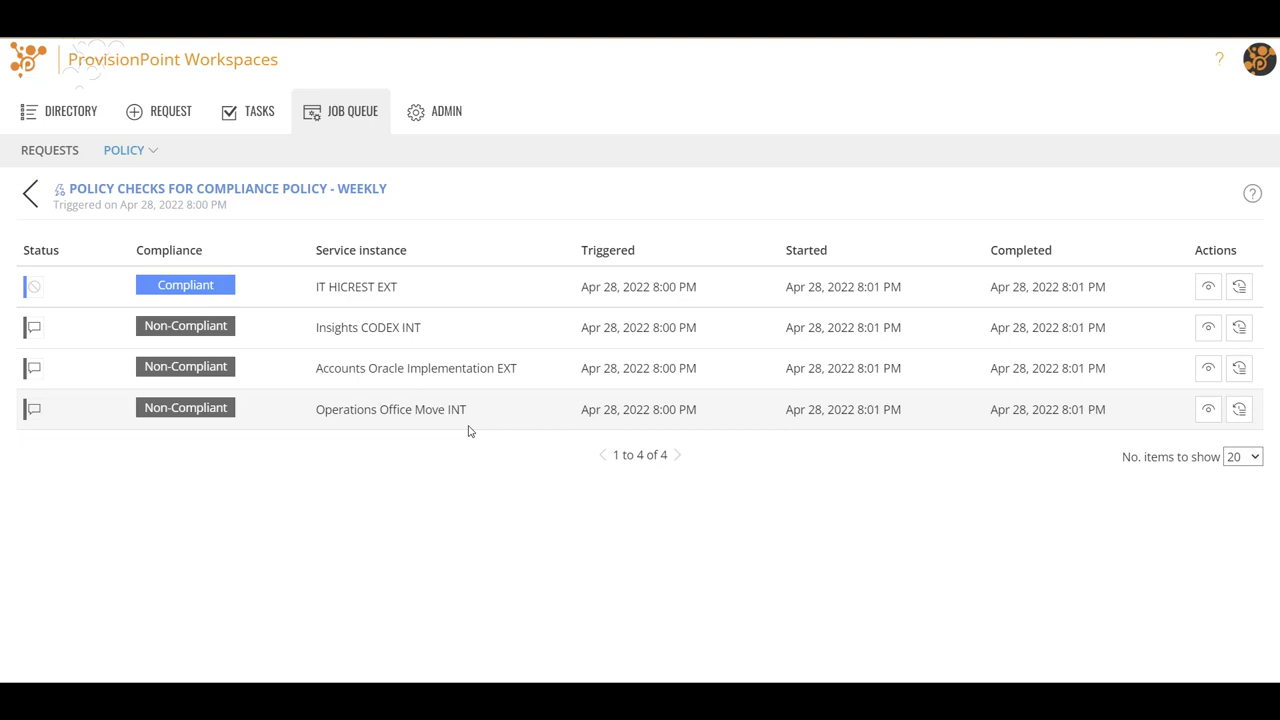 ProvisionPoint Workspaces
?
DIRECTORY REQUEST TASKS JOB QUEUE ADMIN
REQUESTS POLICY
POLICY CHECKS FOR COMPLIANCE POLICY - WEEKLY
Triggered on Apr 28, 2022 8:00 PM
?
Status Compliance Service instance Triggered Started Completed Actions
Compliant IT HICREST EXT Apr 28, 2022 8:00 PM Apr 28, 2022 8:01 PM Apr 28, 2022 8:01 PM
Non-Compliant Insights CODEX INT Apr 28, 2022 8:00 PM Apr 28, 2022 8:01 PM Apr 28, 2022 8:01 PM
Non-Compliant Accounts Oracle Implementation EXT Apr 28, 2022 8:00 PM Apr 28, 2022 8:01 PM Apr 28, 2022 8:01 PM
Non-Compliant Operations Office Move INT Apr 28, 2022 8:00 PM Apr 28, 2022 8:01 PM Apr 28, 2022 8:01 PM
1 to 4 of 4
No. items to show 20